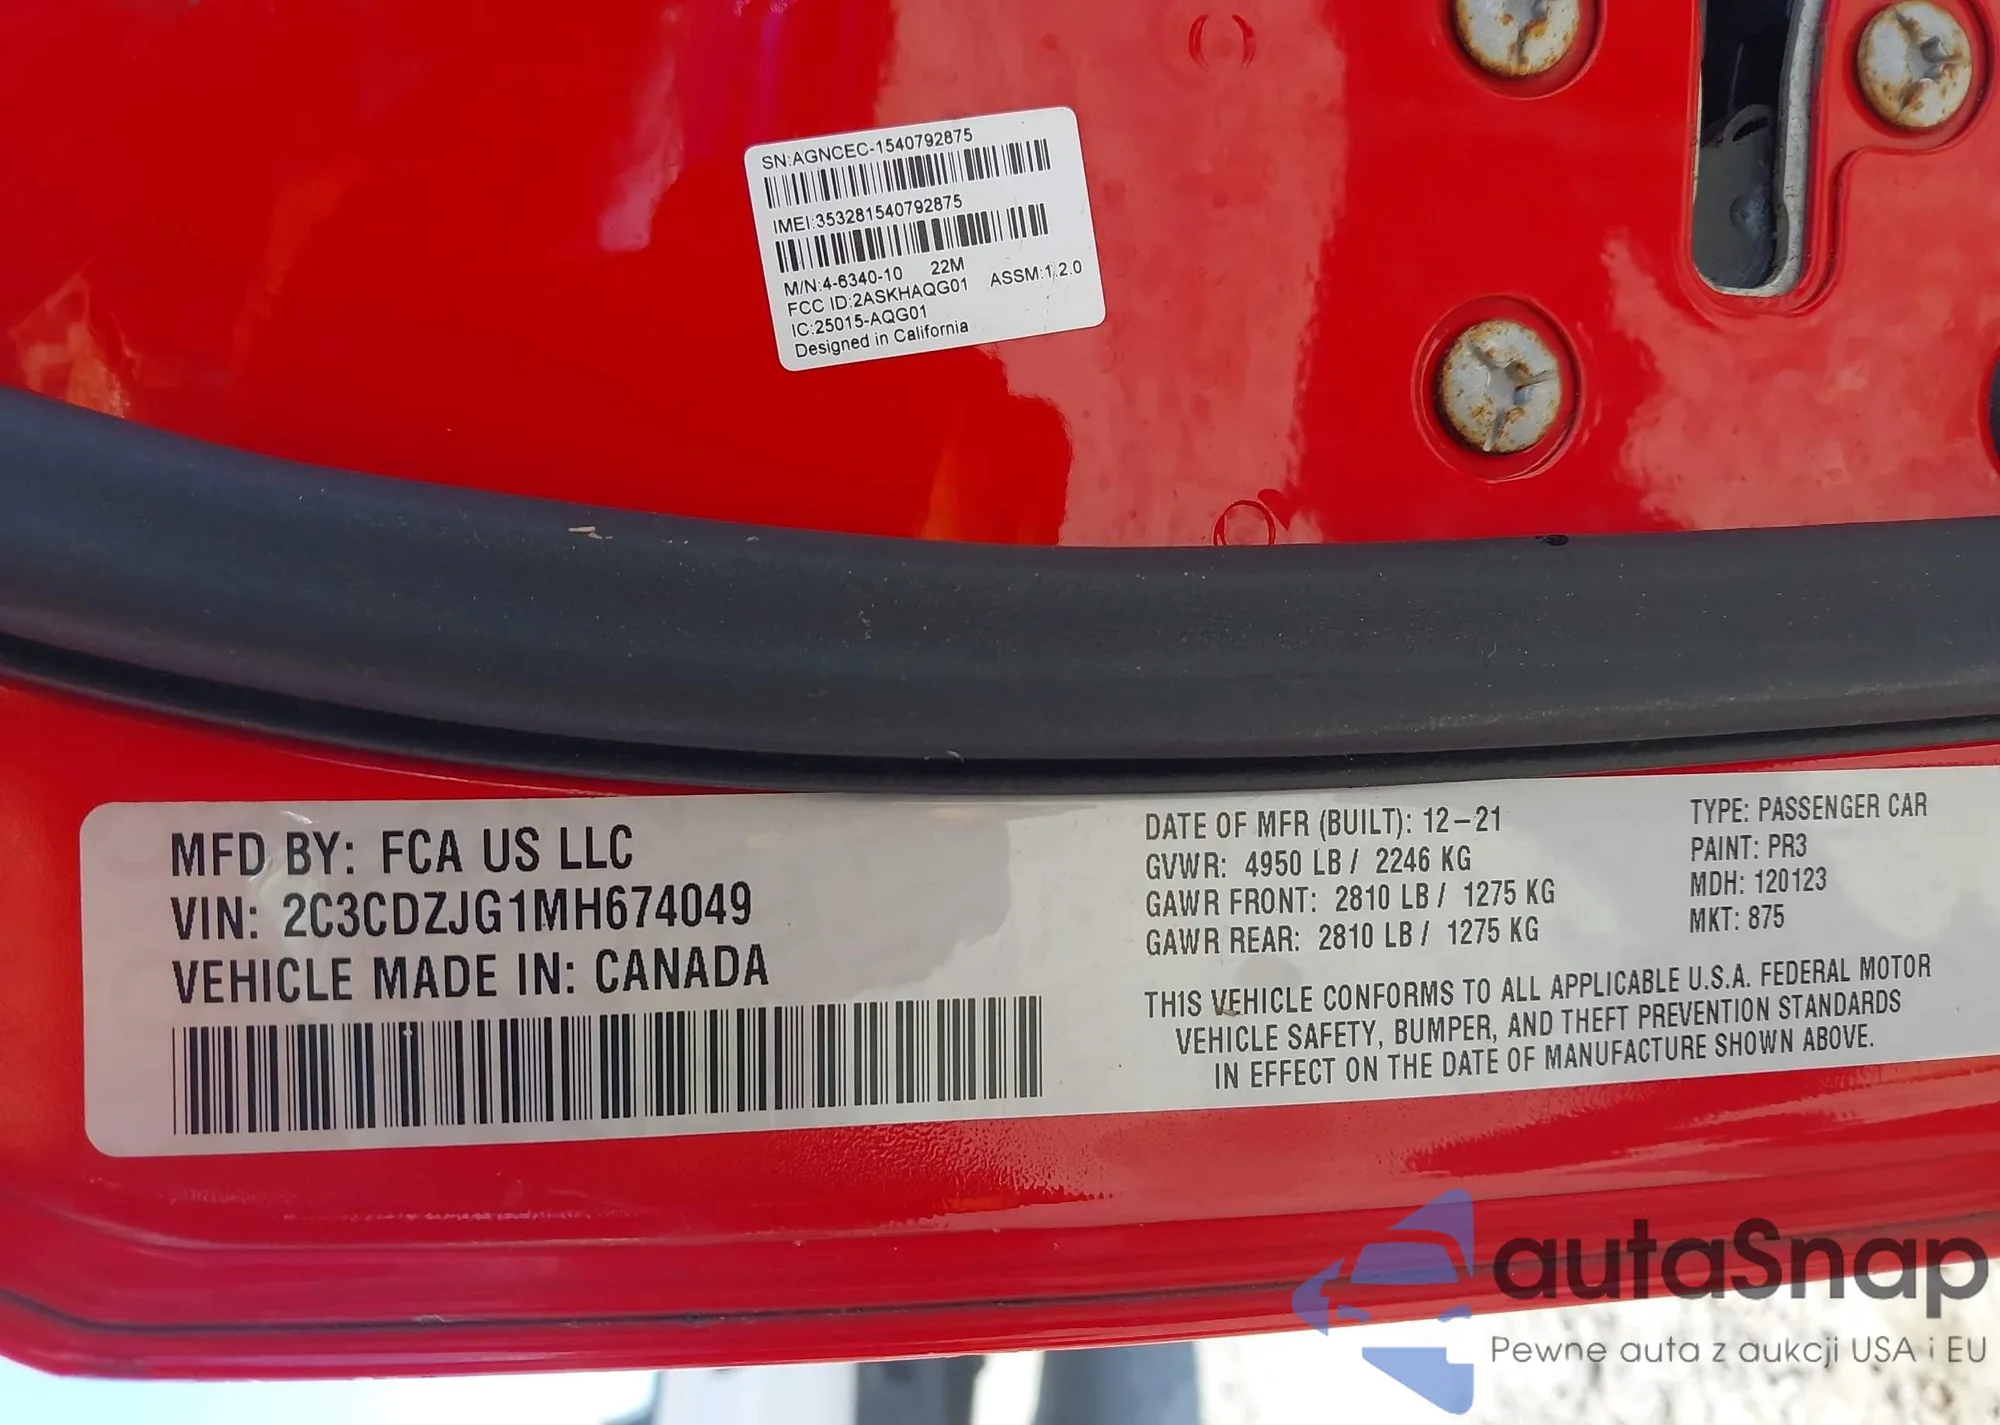 SN:AGNCEC-1540792875
IMEI:353281540792875
M/N:4-6340-10 22M
FCC ID:2ASKHAQG01 ASSM:1.2.0
IC:25015-AQG01
Designed in California
MFD BY: FCA US LLC
VIN: 2C3CDZJG1MH674049
VEHICLE MADE IN: CANADA
DATE OF MFR (BUILT): 12-21
GVWR: 4950 LB / 2246 KG
GAWR FRONT: 2810 LB / 1275 KG
GAWR REAR: 2810 LB / 1275 KG
TYPE: PASSENGER CAR
PAINT: PR3
MDH: 120123
MKT: 875
THIS VEHICLE CONFORMS TO ALL APPLICABLE U.S.A. FEDERAL MOTOR
VEHICLE SAFETY, BUMPER, AND THEFT PREVENTION STANDARDS
IN EFFECT ON THE DATE OF MANUFACTURE SHOWN ABOVE.
autaSnap
Pewne auta z aukcji USA i EU